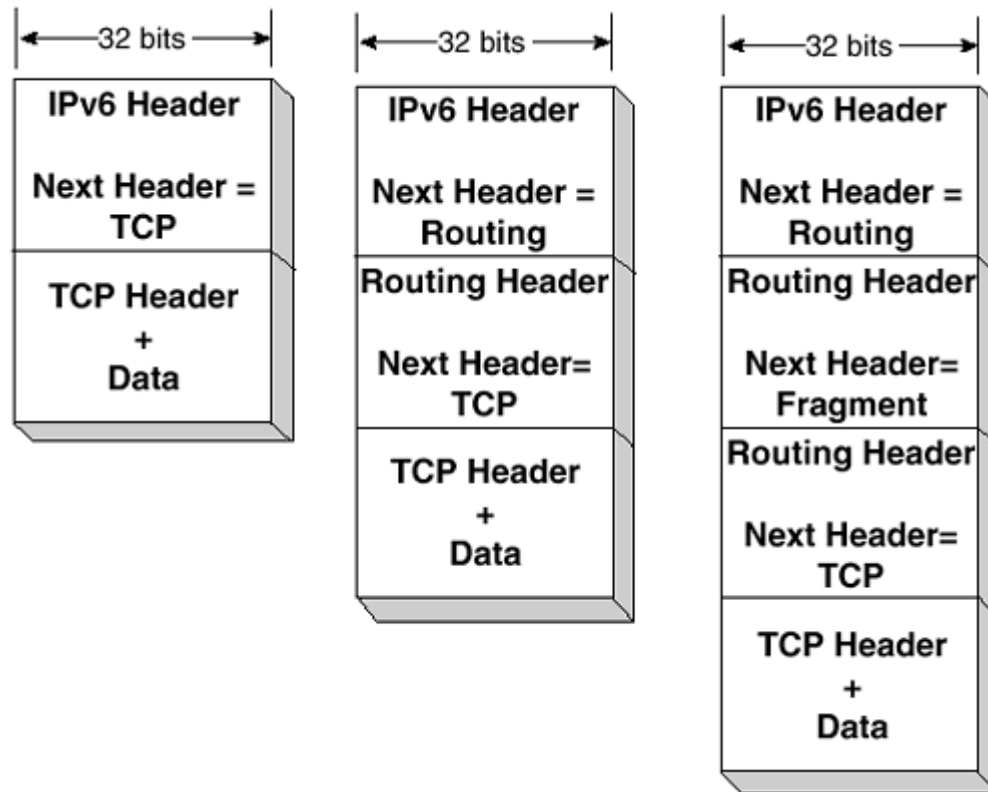 32 bits
IPv6 Header
Next Header =
TCP
TCP Header
+
Data
32 bits
IPv6 Header
Next Header =
Routing
Routing Header
Next Header=
TCP
TCP Header
+
Data
32 bits
IPv6 Header
Next Header =
Routing
Routing Header
Next Header=
Fragment
Routing Header
Next Header=
TCP
TCP Header
+
Data